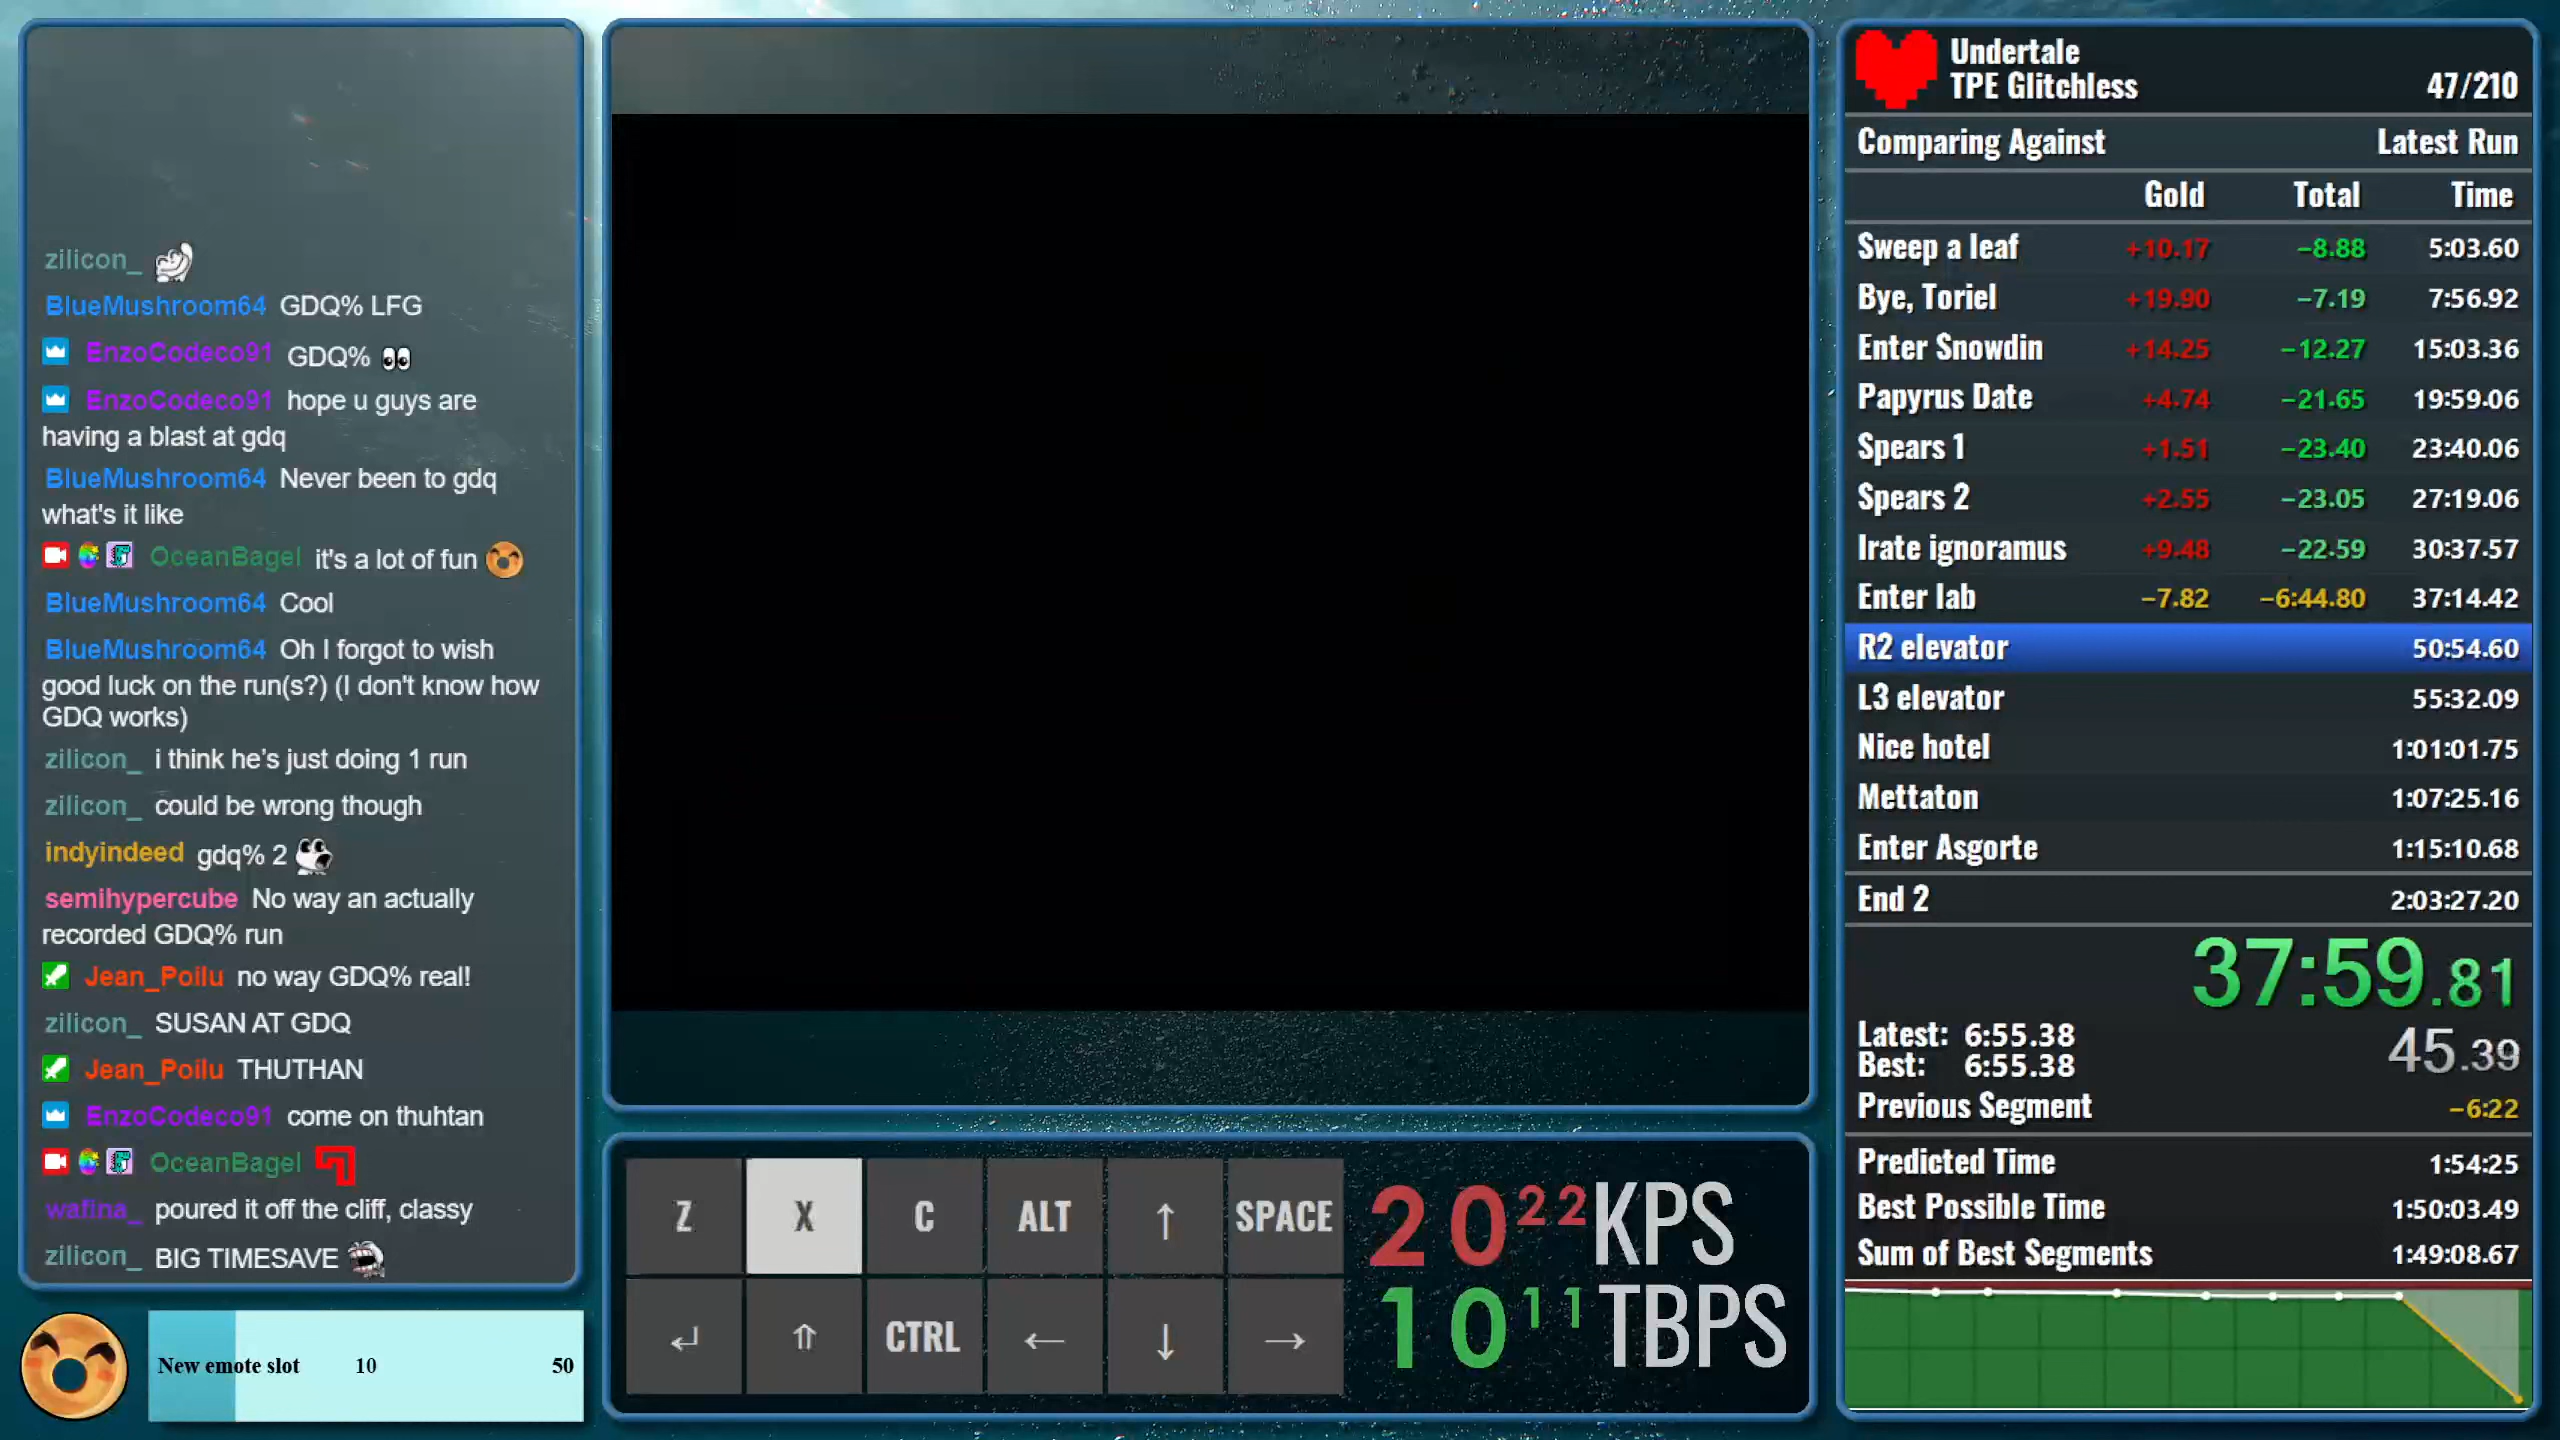 zilicon_
BlueMushroom64 GDQ% LFG
EnzoCodeco91 GDQ%
EnzoCodeco91 hope u guys are
having a blast at gdq
BlueMushroom64 Never been to gdq
what's it like
OceanBagel it's a lot of fun
BlueMushroom64 Cool
BlueMushroom64 Oh I forgot to wish
good luck on the run(s?) (I don't know how
GDQ works)
zilicon_ i think he's just doing 1 run
zilicon_ could be wrong though
indyindeed gdq% 2
semihypercube No way an actually
recorded GDQ% run
Jean_Poilu no way GDQ% real!
zilicon_ SUSAN AT GDQ
Jean_Poilu THUTHAN
EnzoCodeco91 come on thuhtan
OceanBagel
wafina_ poured it off the cliff, classy
zilicon_ BIG TIMESAVE
New emote slot 10 50
Z X C ALT ↑ SPACE
↵ ⇑ CTRL ← ↓ →
20 22 KPS
10 11 TBPS
Undertale
TPE Glitchless 47/210
Comparing Against Latest Run
Gold Total Time
Sweep a leaf +10.17 −8.88 5:03.60
Bye, Toriel +19.90 −7.19 7:56.92
Enter Snowdin +14.25 −12.27 15:03.36
Papyrus Date +4.74 −21.65 19:59.06
Spears 1 +1.51 −23.40 23:40.06
Spears 2 +2.55 −23.05 27:19.06
Irate ignoramus +9.48 −22.59 30:37.57
Enter lab −7.82 −6:44.80 37:14.42
R2 elevator 50:54.60
L3 elevator 55:32.09
Nice hotel 1:01:01.75
Mettaton 1:07:25.16
Enter Asgorte 1:15:10.68
End 2 2:03:27.20
37:59.81
Latest: 6:55.38
Best: 6:55.38
45.39
Previous Segment −6:22
Predicted Time 1:54:25
Best Possible Time 1:50:03.49
Sum of Best Segments 1:49:08.67